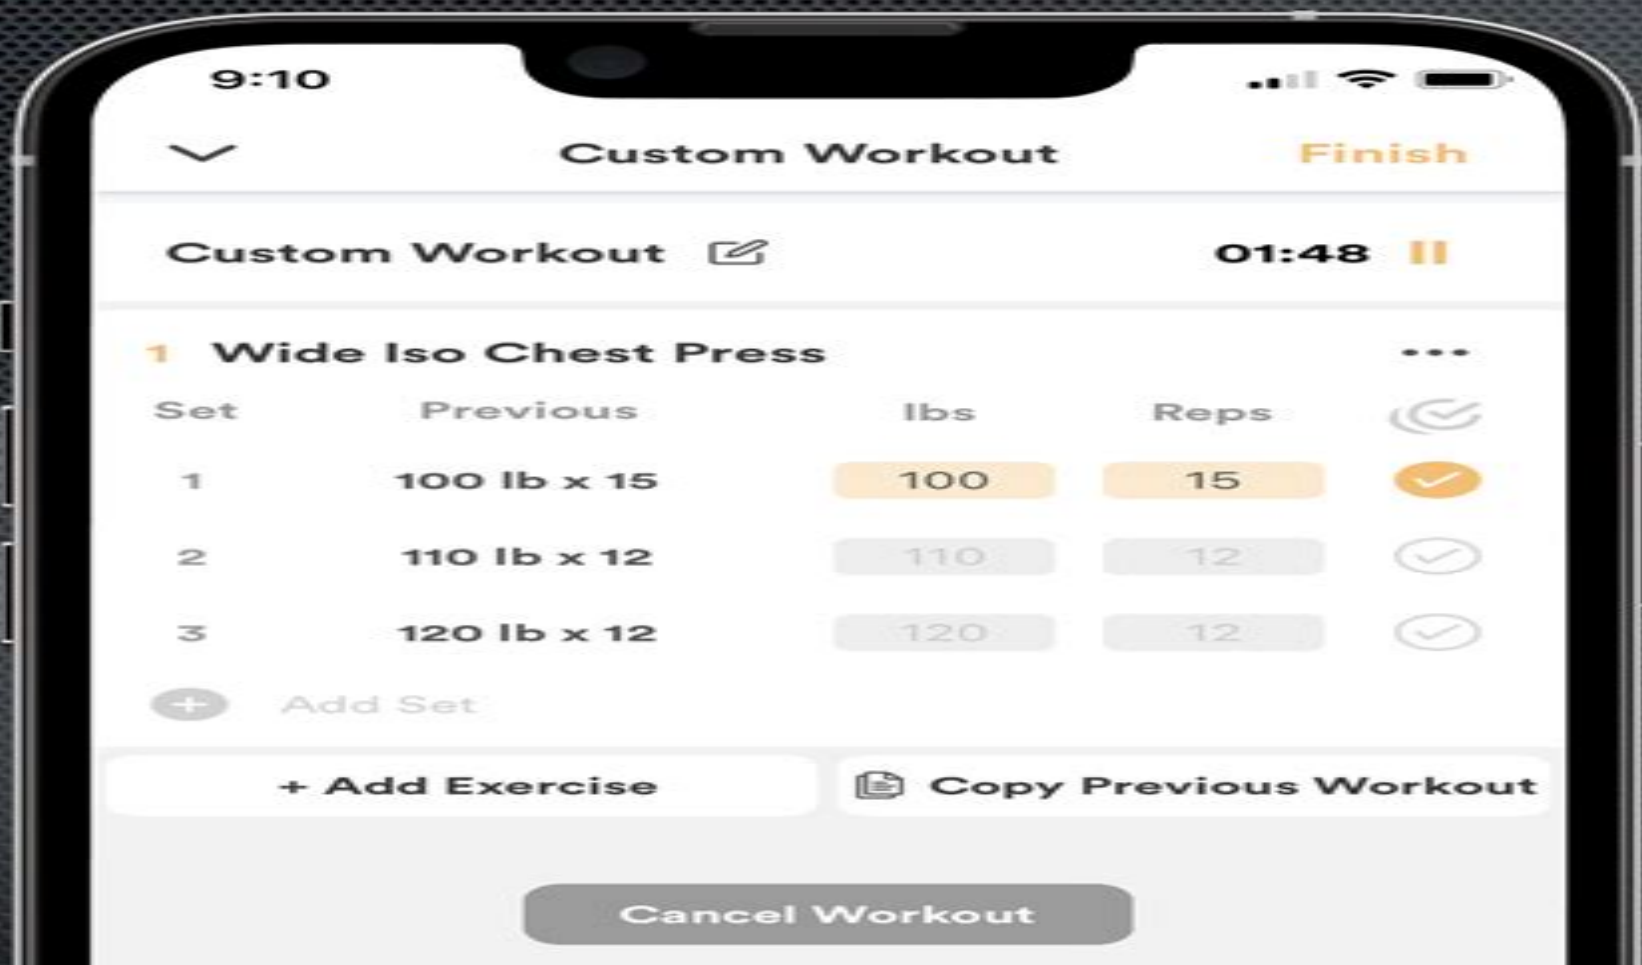 9:10
Custom Workout Finish
Custom Workout 01:48
1 Wide Iso Chest Press
Set Previous lbs Reps
1 100 lb x 15 100 15
2 110 lb x 12 110 12
3 120 lb x 12 120 12
Add Set
+ Add Exercise Copy Previous Workout
Cancel Workout